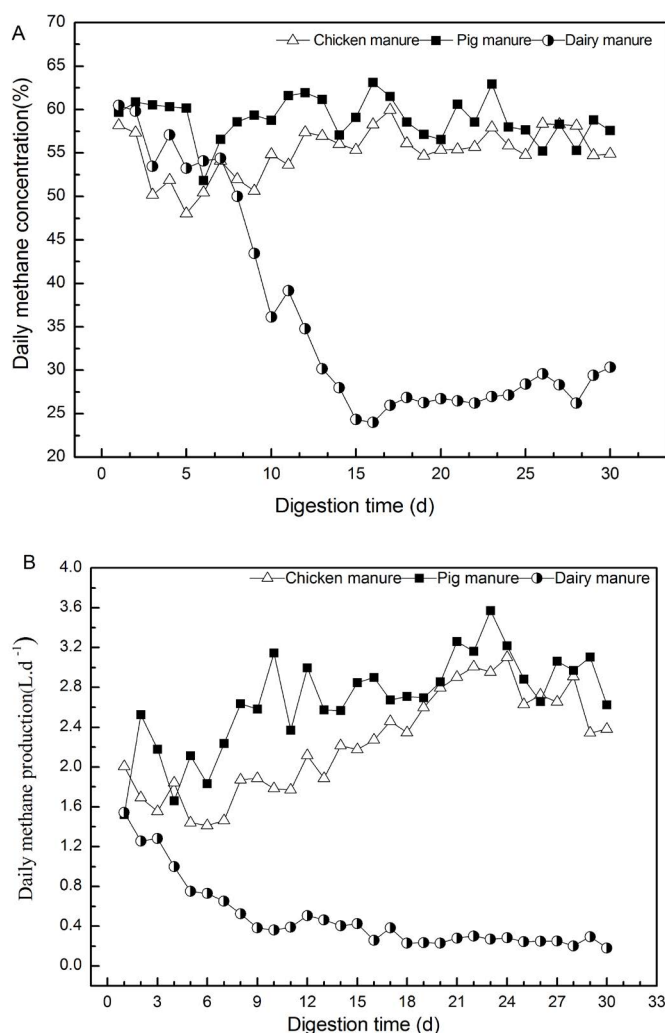 A
Chicken manure Pig manure Dairy manure
Daily methane concentration(%)
70
65
60
55
50
45
40
35
30
25
20
0 5 10 15 20 25 30
Digestion time (d)
B
Chicken manure Pig manure Dairy manure
Daily methane production(L.d⁻¹)
4.0
3.6
3.2
2.8
2.4
2.0
1.6
1.2
0.8
0.4
0.0
0 3 6 9 12 15 18 21 24 27 30 33
Digestion time (d)